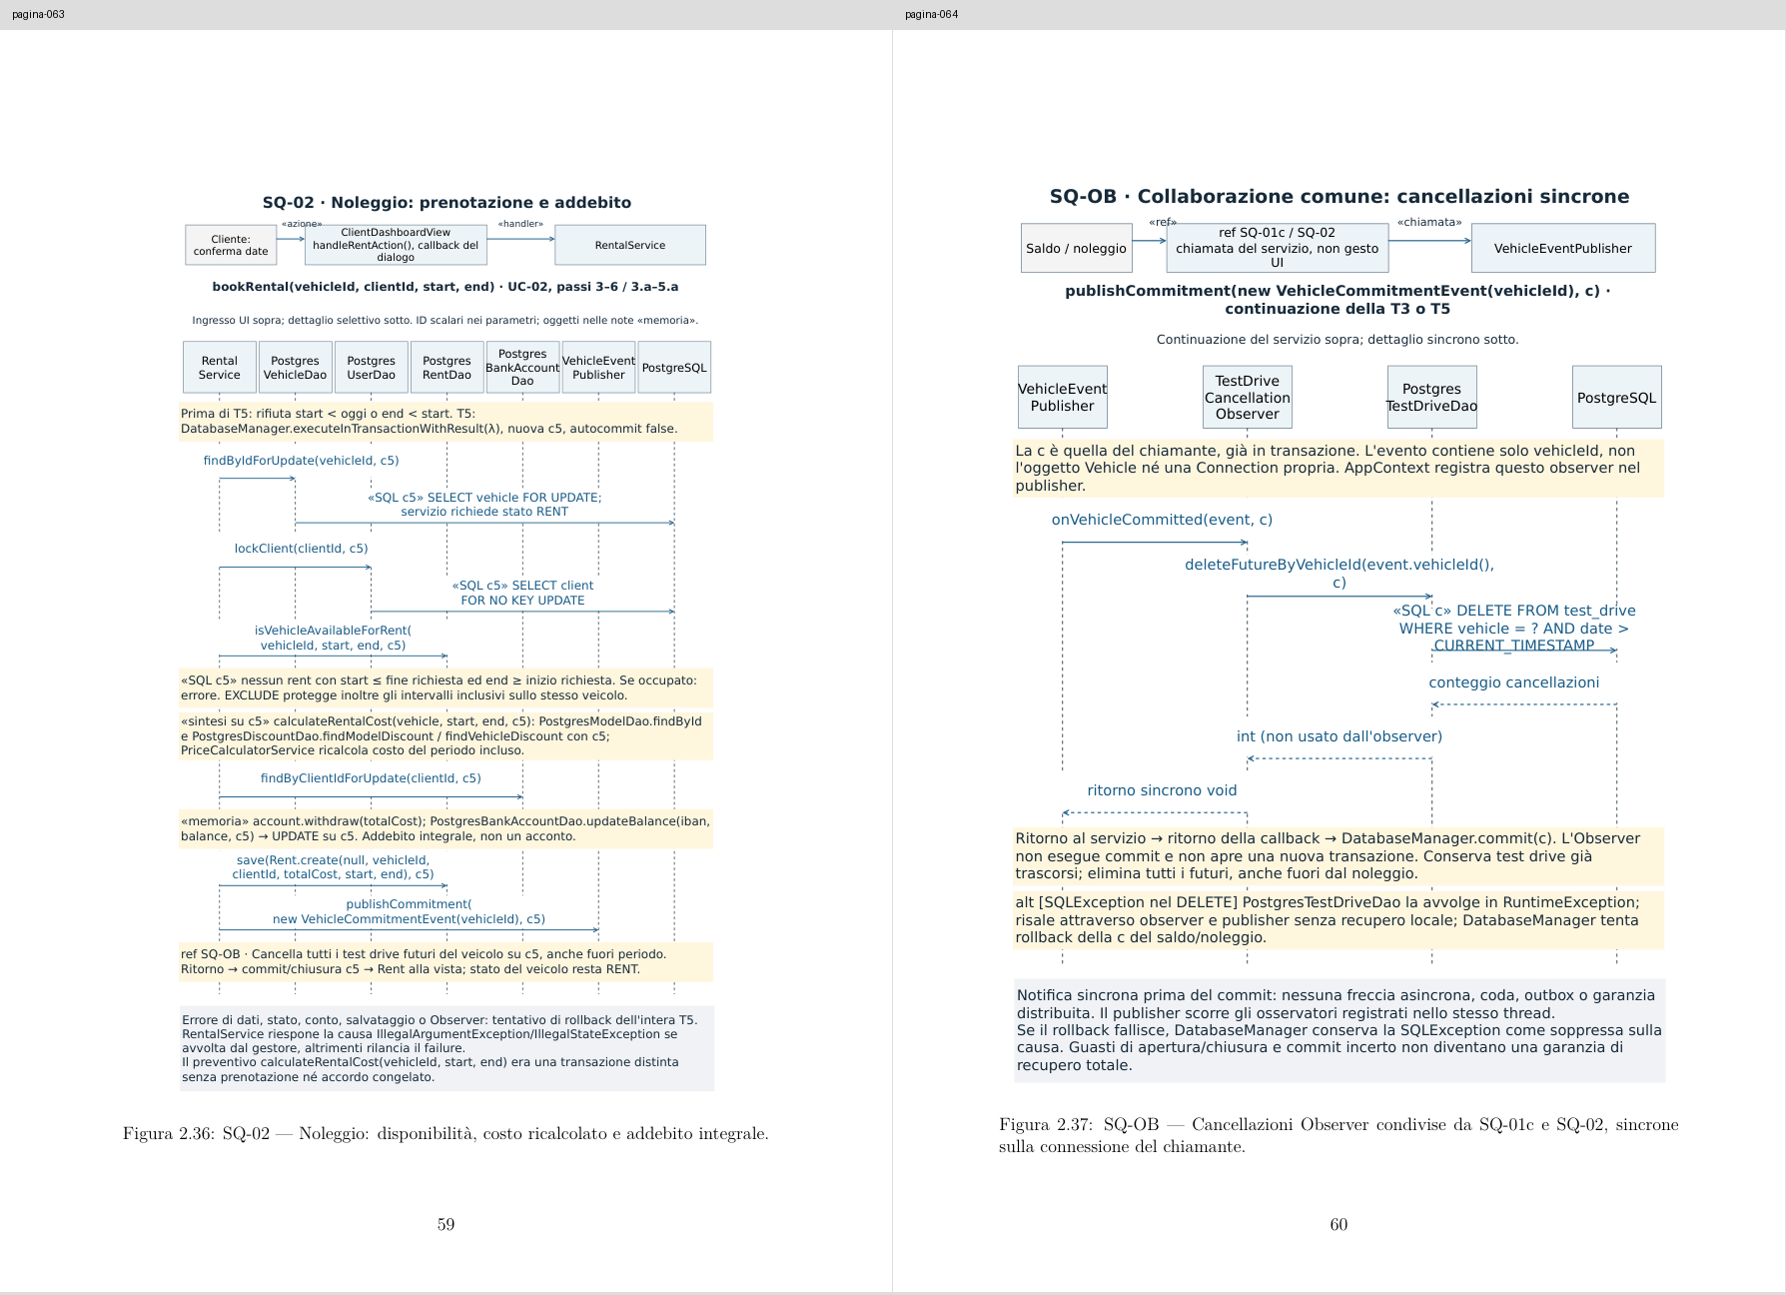 pagina-063
SQ-02 · Noleggio: prenotazione e addebito
«azione»
«handler»
Cliente:
conferma date
ClientDashboardView
handleRentAction(), callback del
dialogo
RentalService
bookRental(vehicleId, clientId, start, end) · UC-02, passi 3–6 / 3.a–5.a
Ingresso UI sopra; dettaglio selettivo sotto. ID scalari nei parametri; oggetti nelle note «memoria».
Rental
Service
Postgres
VehicleDao
Postgres
UserDao
Postgres
RentDao
Postgres
BankAccount
Dao
VehicleEvent
Publisher
PostgreSQL
Prima di T5: rifiuta start < oggi o end < start. T5:
DatabaseManager.executeInTransactionWithResult(λ), nuova c5, autocommit false.
findByIdForUpdate(vehicleId, c5)
«SQL c5» SELECT vehicle FOR UPDATE;
servizio richiede stato RENT
lockClient(clientId, c5)
«SQL c5» SELECT client
FOR NO KEY UPDATE
isVehicleAvailableForRent(
vehicleId, start, end, c5)
«SQL c5» nessun rent con start ≤ fine richiesta ed end ≥ inizio richiesta. Se occupato:
errore. EXCLUDE protegge inoltre gli intervalli inclusivi sullo stesso veicolo.
«sintesi su c5» calculateRentalCost(vehicle, start, end, c5): PostgresModelDao.findById
e PostgresDiscountDao.findModelDiscount / findVehicleDiscount con c5;
PriceCalculatorService ricalcola costo del periodo incluso.
findByClientIdForUpdate(clientId, c5)
«memoria» account.withdraw(totalCost); PostgresBankAccountDao.updateBalance(iban,
balance, c5) → UPDATE su c5. Addebito integrale, non un acconto.
save(Rent.create(null, vehicleId,
clientId, totalCost, start, end), c5)
publishCommitment(
new VehicleCommitmentEvent(vehicleId), c5)
ref SQ-OB · Cancella tutti i test drive futuri del veicolo su c5, anche fuori periodo.
Ritorno → commit/chiusura c5 → Rent alla vista; stato del veicolo resta RENT.
Errore di dati, stato, conto, salvataggio o Observer: tentativo di rollback dell'intera T5.
RentalService riespone la causa IllegalArgumentException/IllegalStateException se
avvolta dal gestore, altrimenti rilancia il failure.
Il preventivo calculateRentalCost(vehicleId, start, end) era una transazione distinta
senza prenotazione né accordo congelato.
Figura 2.36: SQ-02 — Noleggio: disponibilità, costo ricalcolato e addebito integrale.
59
pagina-064
SQ-OB · Collaborazione comune: cancellazioni sincrone
«ref»
«chiamata»
Saldo / noleggio
ref SQ-01c / SQ-02
chiamata del servizio, non gesto
UI
VehicleEventPublisher
publishCommitment(new VehicleCommitmentEvent(vehicleId), c) ·
continuazione della T3 o T5
Continuazione del servizio sopra; dettaglio sincrono sotto.
VehicleEvent
Publisher
TestDrive
Cancellation
Observer
Postgres
TestDriveDao
PostgreSQL
La c è quella del chiamante, già in transazione. L'evento contiene solo vehicleId, non
l'oggetto Vehicle né una Connection propria. AppContext registra questo observer nel
publisher.
onVehicleCommitted(event, c)
deleteFutureByVehicleId(event.vehicleId(),
c)
«SQL c» DELETE FROM test_drive
WHERE vehicle = ? AND date >
CURRENT_TIMESTAMP
conteggio cancellazioni
int (non usato dall'observer)
ritorno sincrono void
Ritorno al servizio → ritorno della callback → DatabaseManager.commit(c). L'Observer
non esegue commit e non apre una nuova transazione. Conserva test drive già
trascorsi; elimina tutti i futuri, anche fuori dal noleggio.
alt [SQLException nel DELETE] PostgresTestDriveDao la avvolge in RuntimeException;
risale attraverso observer e publisher senza recupero locale; DatabaseManager tenta
rollback della c del saldo/noleggio.
Notifica sincrona prima del commit: nessuna freccia asincrona, coda, outbox o garanzia
distribuita. Il publisher scorre gli osservatori registrati nello stesso thread.
Se il rollback fallisce, DatabaseManager conserva la SQLException come soppressa sulla
causa. Guasti di apertura/chiusura e commit incerto non diventano una garanzia di
recupero totale.
Figura 2.37: SQ-OB — Cancellazioni Observer condivise da SQ-01c e SQ-02, sincrone
sulla connessione del chiamante.
60